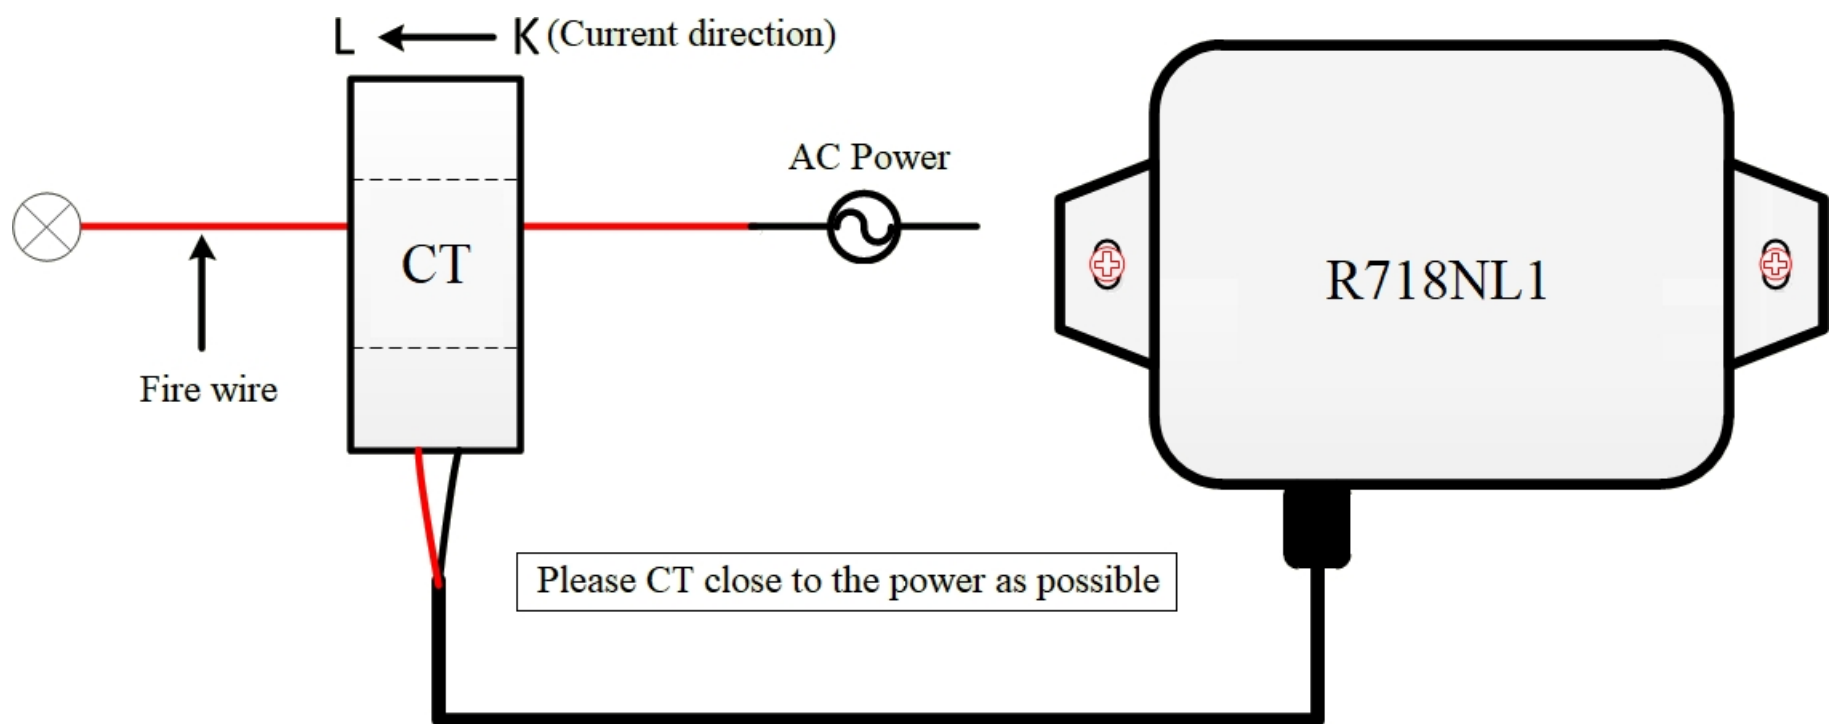 L K (Current direction)
AC Power
CT
R718NL1
Fire wire
Please CT close to the power as possible